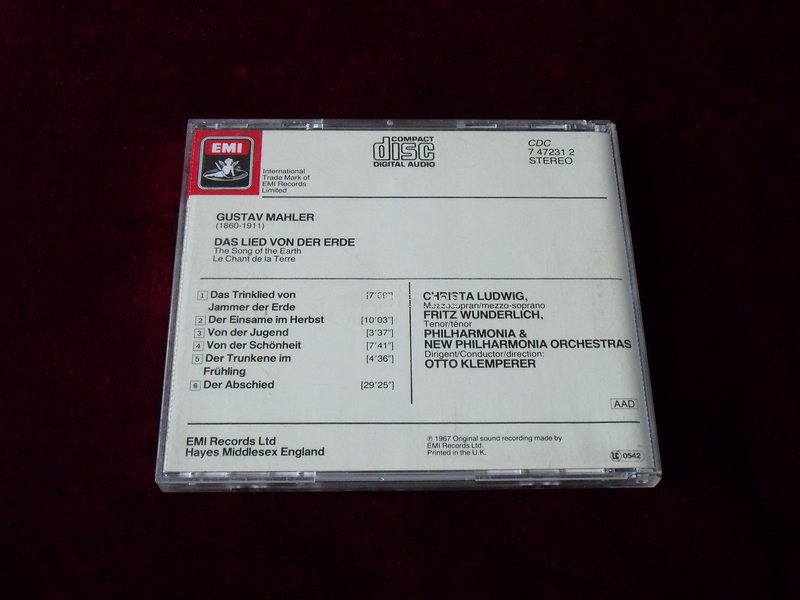 EMI
International
Trade Mark of
EMI Records
Limited
COMPACT
disc
DIGITAL AUDIO
CDC
7 47231 2
STEREO
GUSTAV MAHLER
(1860-1911)
DAS LIED VON DER ERDE
The Song of the Earth
Le Chant de la Terre
1 Das Trinklied von [7'59"]
Jammer der Erde
2 Der Einsame im Herbst [10'03"]
3 Von der Jugend [3'37"]
4 Von der Schönheit [7'41"]
5 Der Trunkene im [4'36"]
Frühling
6 Der Abschied [29'25"]
CHRISTA LUDWIG,
Mezzosopran/mezzo-soprano
FRITZ WUNDERLICH,
Tenor/ténor
PHILHARMONIA &
NEW PHILHARMONIA ORCHESTRAS
Dirigent/Conductor/direction:
OTTO KLEMPERER
AAD
EMI Records Ltd
Hayes Middlesex England
℗ 1967 Original sound recording made by
EMI Records Ltd.
Printed in the U.K.
0542